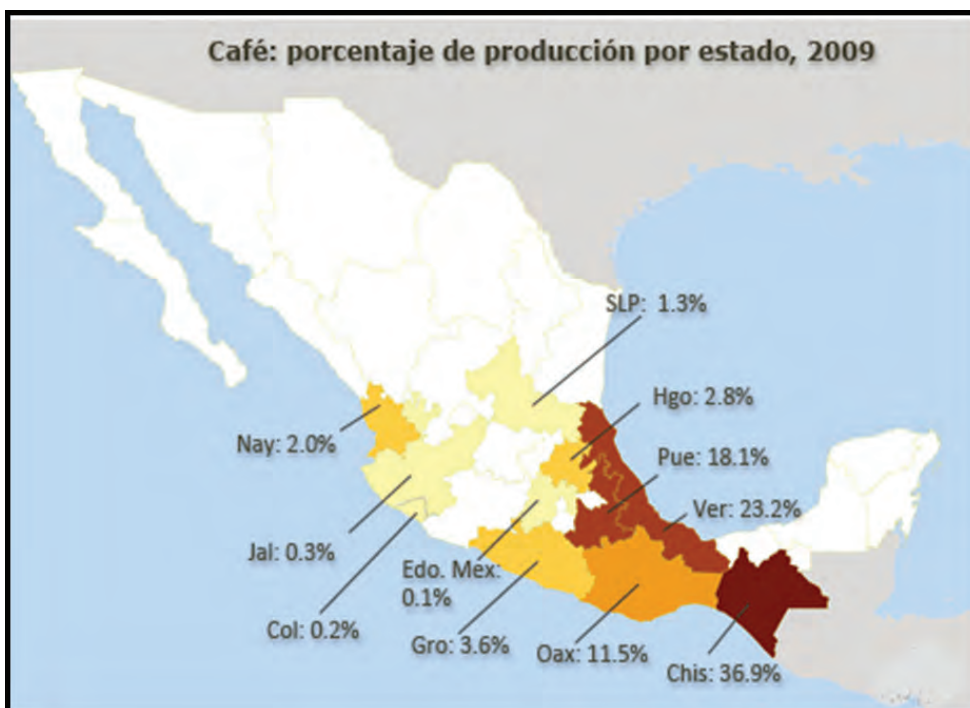 Café: porcentaje de producción por estado, 2009
SLP: 1.3%
Hgo: 2.8%
Nay: 2.0%
Pue: 18.1%
Ver: 23.2%
Jal: 0.3%
Edo. Mex:
0.1%
Col: 0.2%
Gro: 3.6%
Oax: 11.5%
Chis: 36.9%